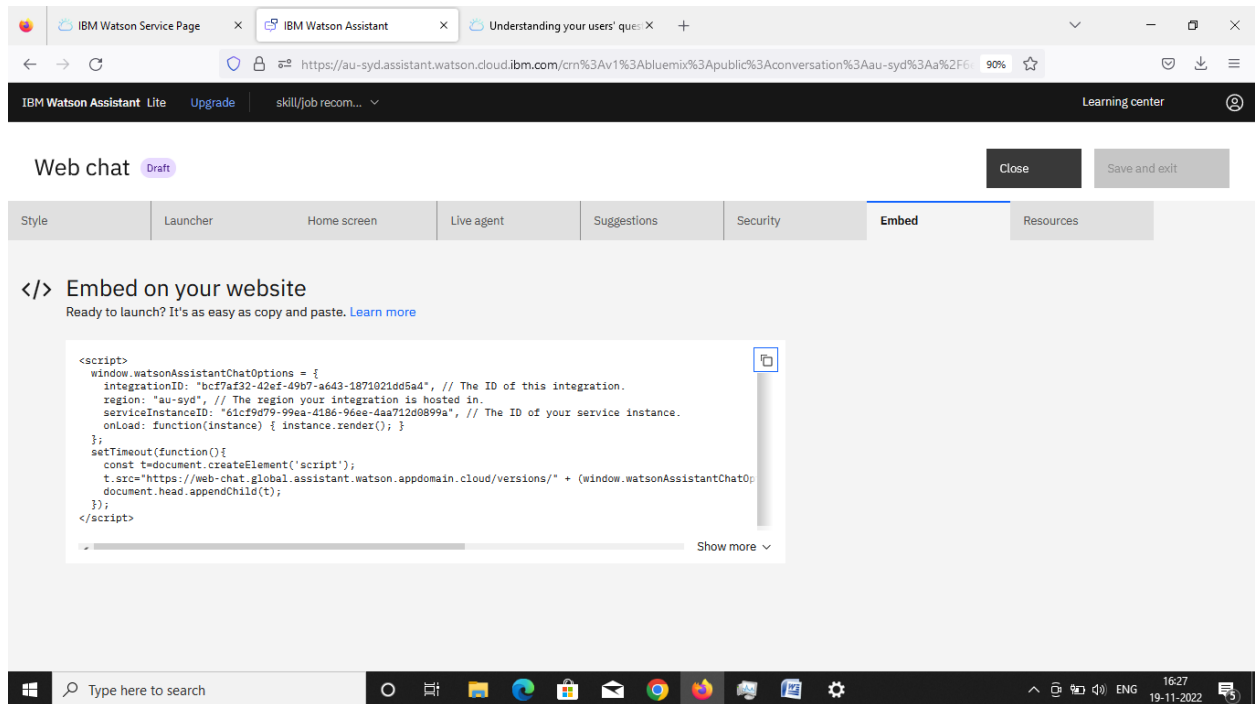 IBM Watson Service Page
IBM Watson Assistant
Understanding your users' ques
https://au-syd.assistant.watson.cloud.ibm.com/crn%3Av1%3Abluemix%3Apublic%3Aconversation%3Aau-syd%3Aa%2F6
90%
IBM Watson Assistant Lite Upgrade skill/job recom... Learning center
Web chat Draft Close Save and exit
Style Launcher Home screen Live agent Suggestions Security Embed Resources
</> Embed on your website
Ready to launch? It's as easy as copy and paste. Learn more
<script>
window.watsonAssistantChatOptions = {
integrationID: "bcf7af32-42ef-49b7-a643-1871021dd5a4", // The ID of this integration.
region: "au-syd", // The region your integration is hosted in.
serviceInstanceID: "61cf9d79-99ea-4186-96ee-4aa712d0899a", // The ID of your service instance.
onLoad: function(instance) { instance.render(); }
};
setTimeout(function(){
const t=document.createElement('script');
t.src="https://web-chat.global.assistant.watson.appdomain.cloud/versions/" + (window.watsonAssistantChatOp
document.head.appendChild(t);
});
</script>
Show more
Type here to search
ENG
16:27
19-11-2022
5